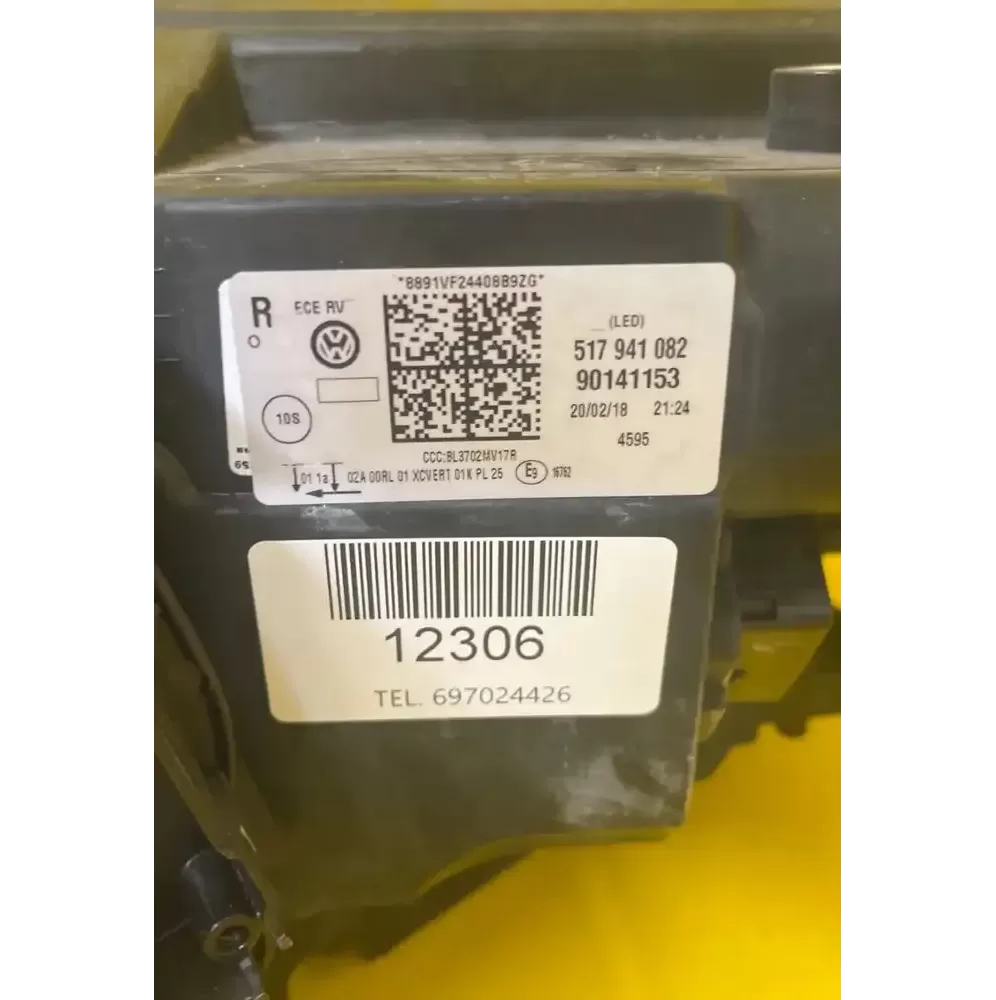 *8891VF24408B9ZG*
R
ECE RV
O
(LED)
517 941 082
90141153
20/02/18 21:24
4595
10S
CCC:BL3702MV17R
01 1a 02A 00RL 01 XCVERT 01K PL 25 E9 16762
12306
TEL. 697024426